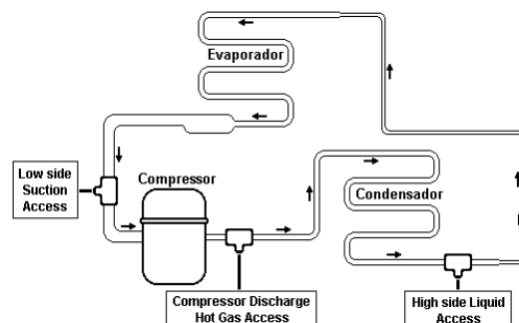 Evaporador
Low side
Suction
Access
Compressor
Condensador
Compressor Discharge
Hot Gas Access
High side Liquid
Access